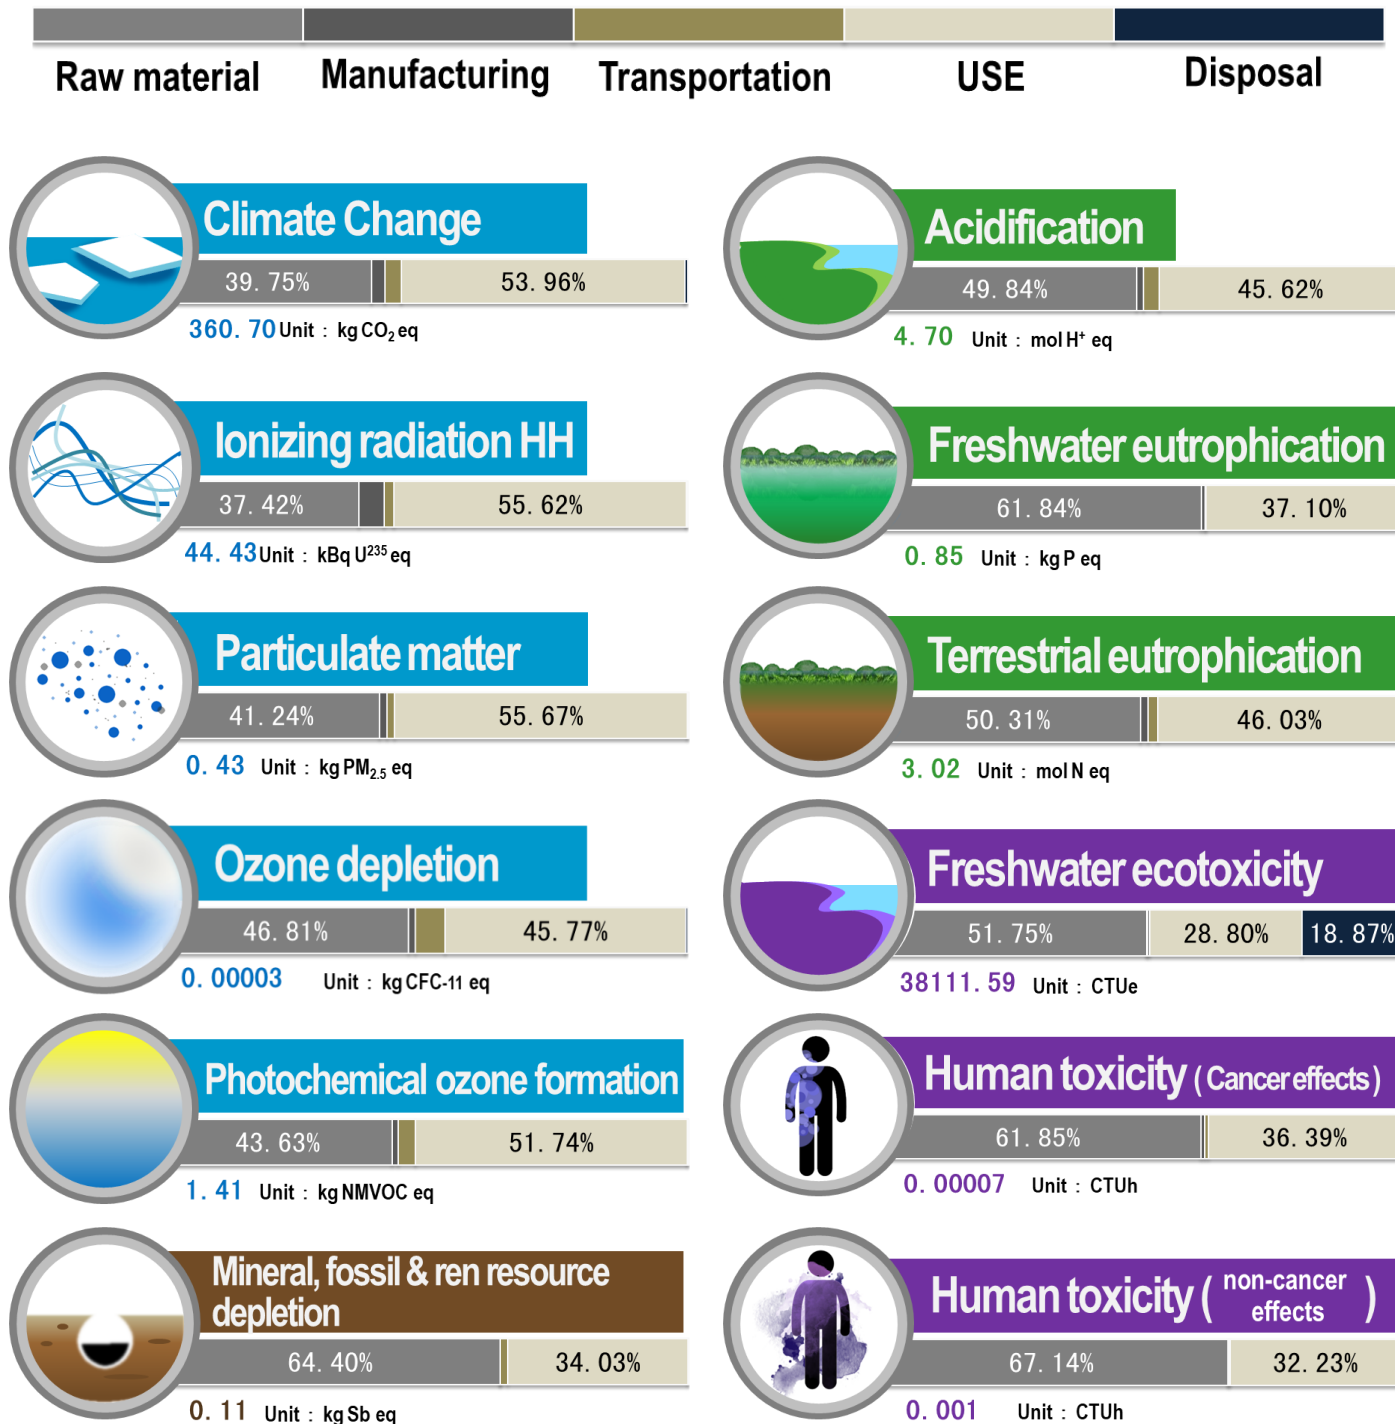 Raw material Manufacturing Transportation USE Disposal
Climate Change
39.75% 53.96%
360.70 Unit : kg CO2 eq
Ionizing radiation HH
37.42% 55.62%
44.43 Unit : kBq U235 eq
Particulate matter
41.24% 55.67%
0.43 Unit : kg PM2.5 eq
Ozone depletion
46.81% 45.77%
0.00003 Unit : kg CFC-11 eq
Photochemical ozone formation
43.63% 51.74%
1.41 Unit : kg NMVOC eq
Mineral, fossil & ren resource
depletion
64.40% 34.03%
0.11 Unit : kg Sb eq
Acidification
49.84% 45.62%
4.70 Unit : mol H+ eq
Freshwater eutrophication
61.84% 37.10%
0.85 Unit : kg P eq
Terrestrial eutrophication
50.31% 46.03%
3.02 Unit : mol N eq
Freshwater ecotoxicity
51.75% 28.80% 18.87%
38111.59 Unit : CTUe
Human toxicity ( Cancer effects )
61.85% 36.39%
0.00007 Unit : CTUh
Human toxicity ( non-cancer
effects )
67.14% 32.23%
0.001 Unit : CTUh